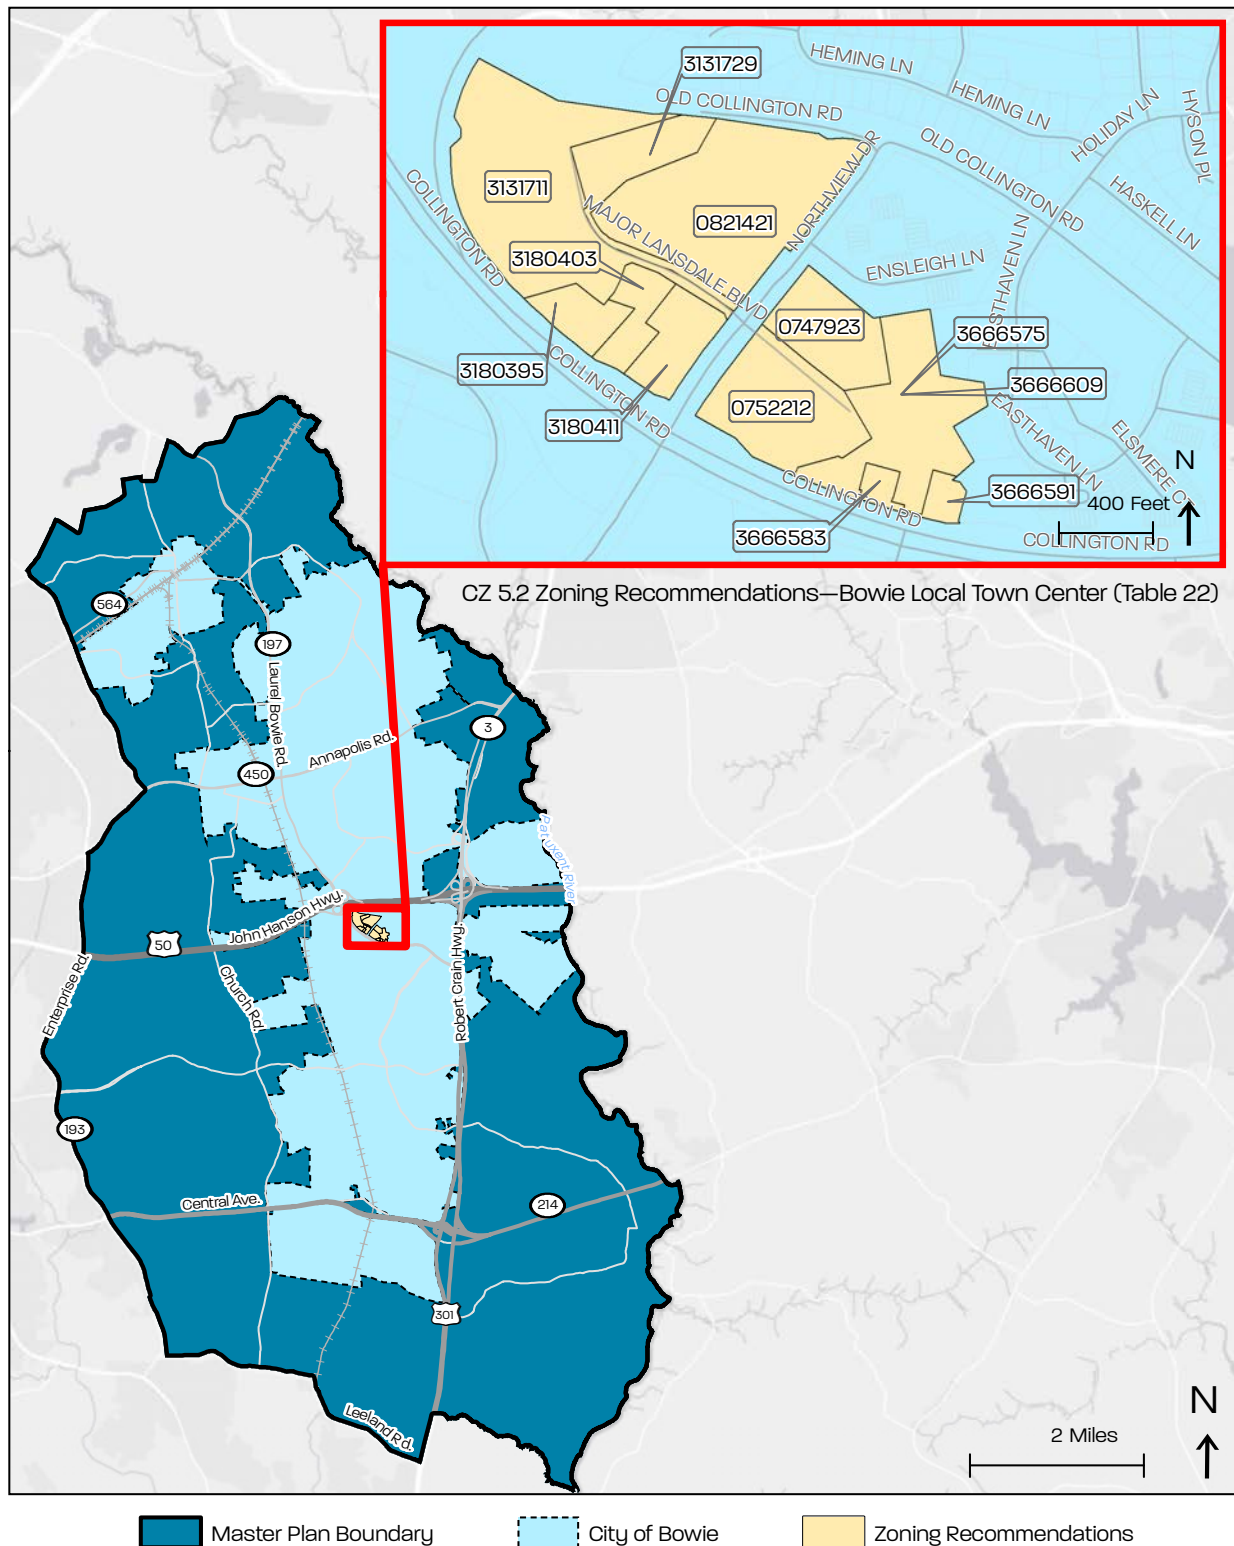 HEMING LN
3131729
HEMING LN
OLD COLLINGTON RD
HOLIDAY LN
HYSON PL
OLD COLLINGTON RD
NORTHVIEW DR
COLLINGTON RD
3131711
HASKELL LN
MAJOR LANSDALE BLVD
0821421
3180403
ENSLEIGH LN
EASTHAVEN LN
0747923
3666575
3180395
COLLINGTON RD
3666609
0752212
3180411
EASTHAVEN LN
ELSMERE CT
N
COLLINGTON RD
3666591
400 Feet
3666583
COLLINGTON RD
CZ 5.2 Zoning Recommendations—Bowie Local Town Center (Table 22)
564
197
Laurel Bowie Rd.
3
Annapolis Rd.
450
Patuxent River
John Hanson Hwy.
50
Enterprise Rd.
Church Rd.
Robert Crain Hwy.
193
Central Ave.
214
301
Leeland Rd.
N
2 Miles
Master Plan Boundary
City of Bowie
Zoning Recommendations